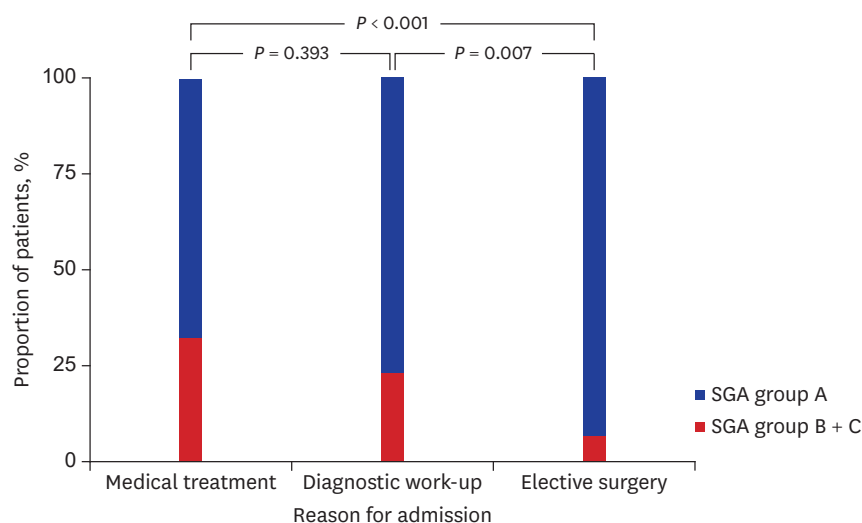 P < 0.001
P = 0.393
P = 0.007
100
75
50
25
0
Proportion of patients, %
Medical treatment
Diagnostic work-up
Elective surgery
Reason for admission
SGA group A
SGA group B + C